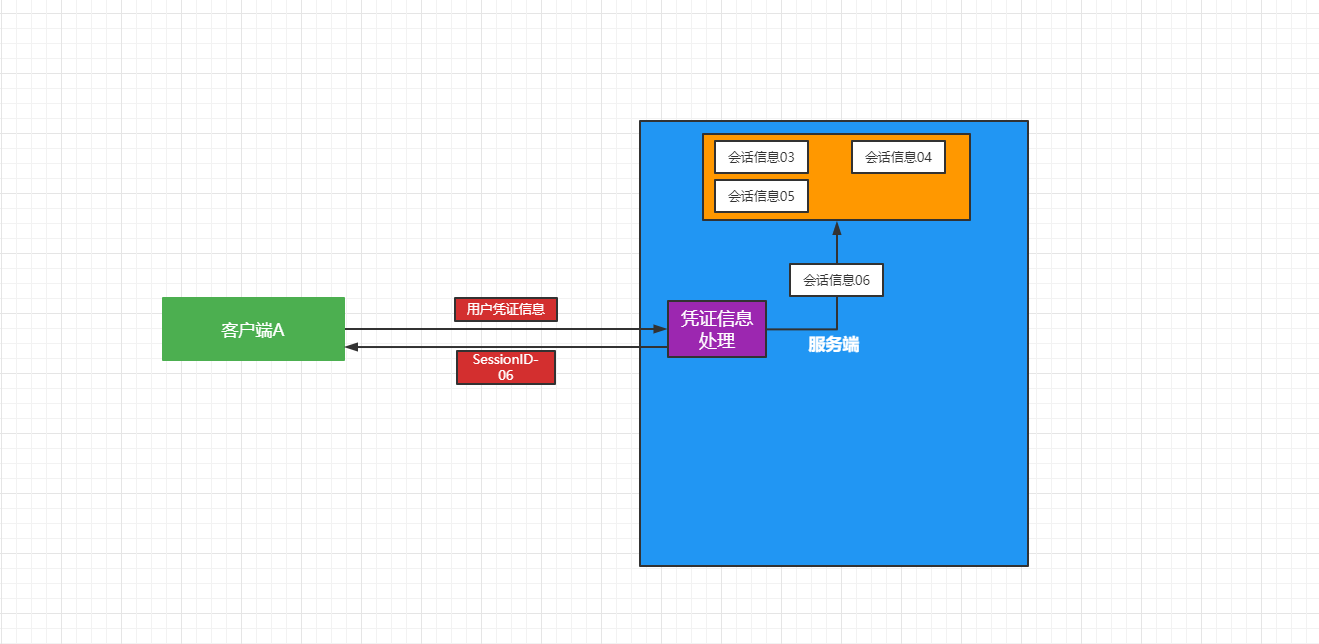 会话信息03
会话信息04
会话信息05
会话信息06
用户凭证信息
客户端A
凭证信息
处理
服务端
SessionID-
06